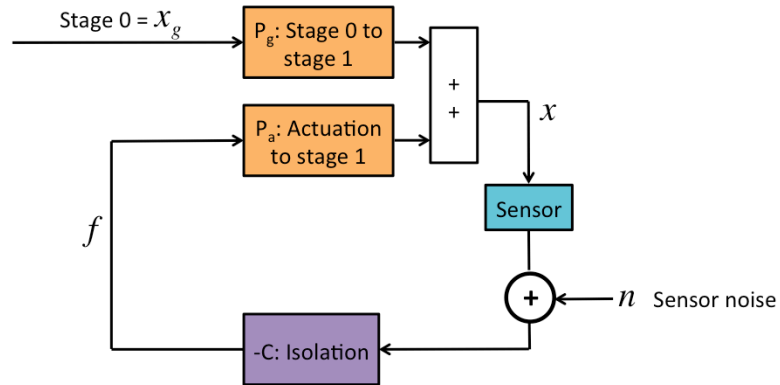 Stage 0 = x_g
P_g: Stage 0 to
stage 1
+
+
x
P_a: Actuation
to stage 1
Sensor
f
+
n Sensor noise
-C: Isolation